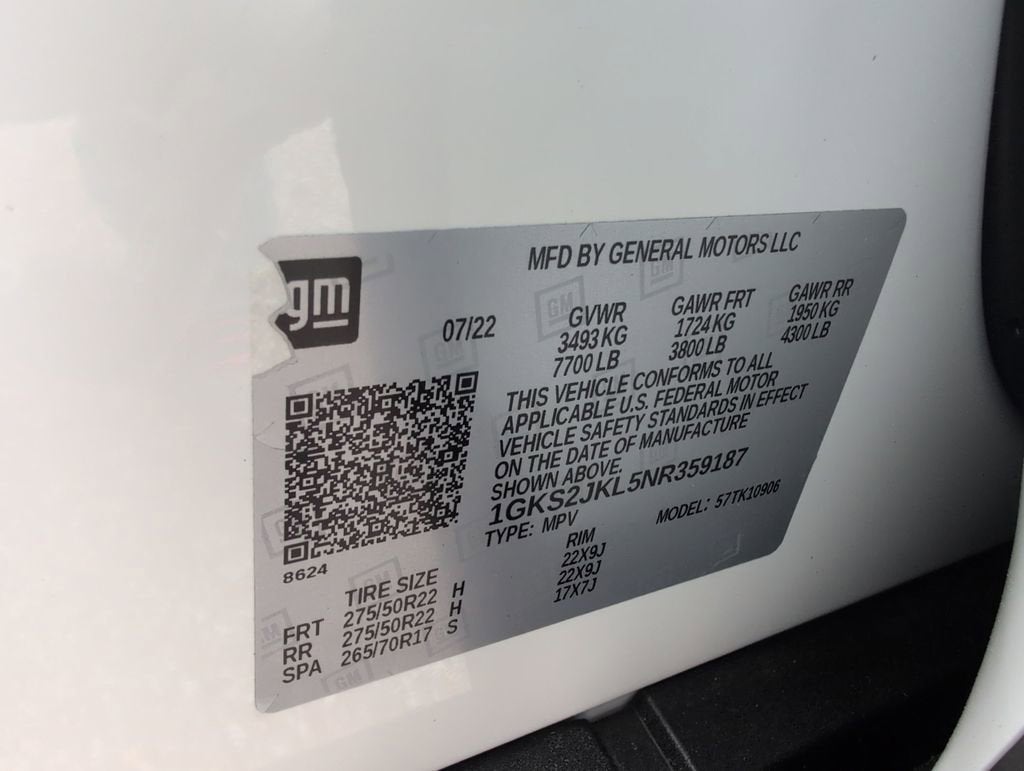 gm
MFD BY GENERAL MOTORS LLC
07/22
GVWR
3493 KG
7700 LB
GAWR FRT
1724 KG
3800 LB
GAWR RR
1950 KG
4300 LB
THIS VEHICLE CONFORMS TO ALL
APPLICABLE U.S. FEDERAL MOTOR
VEHICLE SAFETY STANDARDS IN EFFECT
ON THE DATE OF MANUFACTURE
SHOWN ABOVE.
1GKS2JKL5NR359187
TYPE: MPV
MODEL: 57TK10906
8624
TIRE SIZE RIM
FRT 275/50R22 H 22X9J
RR 275/50R22 H 22X9J
SPA 265/70R17 S 17X7J